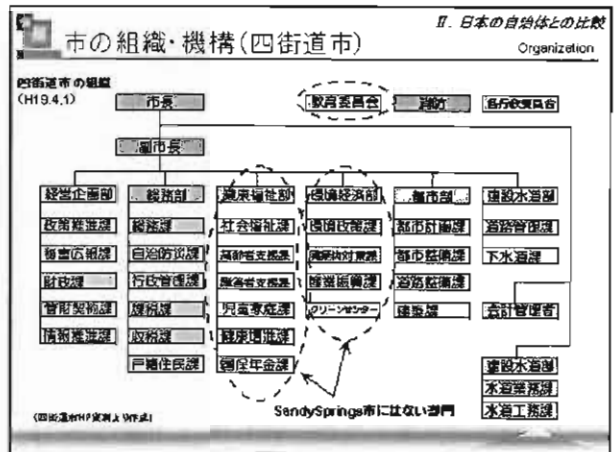 Ⅱ. 日本の自治体との比較
市の組織・機構(四街道市)
Organization
四街道市の組織
(H19.4.1)
市長
教育委員会
消防
各行政委員会
副市長
経営企画部
総務部
健康福祉部
環境経済部
都市部
建設水道部
政策推進課
総務課
社会福祉課
環境政策課
都市計画課
道路管理課
秘書広報課
自治防災課
高齢者支援課
廃棄物対策課
都市整備課
下水道課
財政課
行政管理課
障害者支援課
産業振興課
道路整備課
管財契約課
課税課
児童家庭課
クリーンセンター
建築課
会計管理者
情報推進課
収税課
健康増進課
戸籍住民課
国保年金課
建設水道部
水道業務課
水道工務課
SandySprings市にはない部門
(四街道市HP資料より作成)